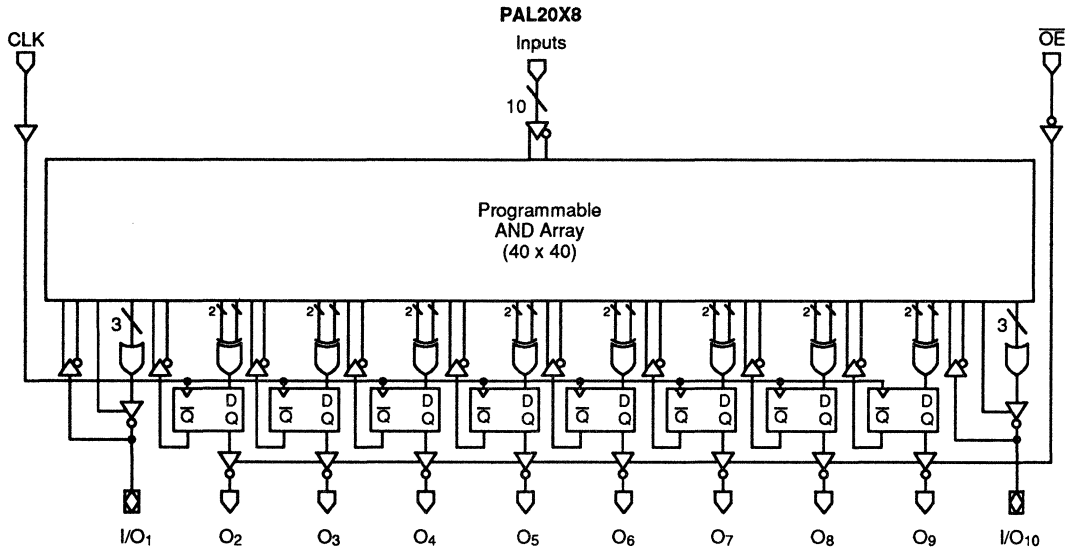 PAL20X8
CLK
Inputs
OE
10
Programmable
AND Array
(40 x 40)
3 2 2 2 2 2 2 2 2 3
D D D D D D D D
Q Q Q Q Q Q Q Q Q Q Q Q Q Q Q Q
I/O1 O2 O3 O4 O5 O6 O7 O8 O9 I/O10